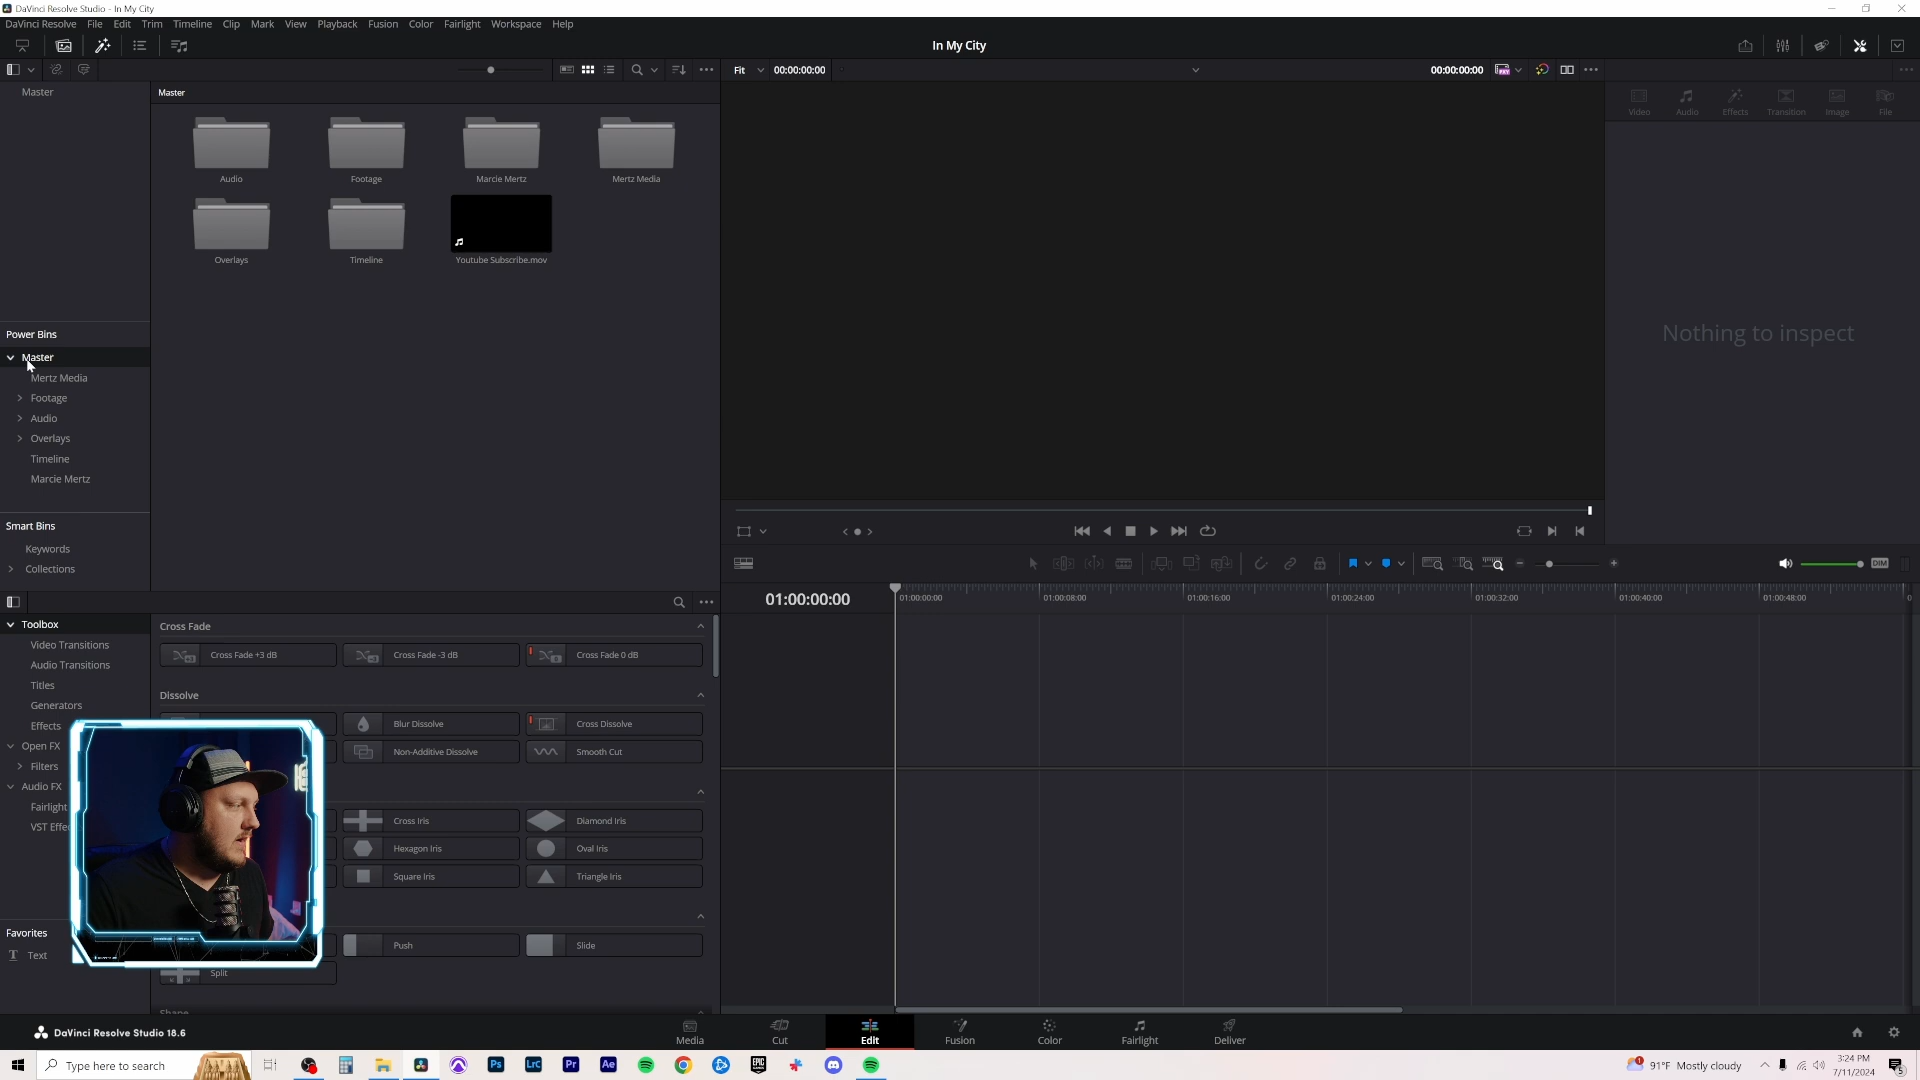 DaVinci Resolve Studio - In My City
DaVinci Resolve File Edit Trim Timeline Clip Mark View Playback Fusion Color Fairlight Workspace Help
In My City
Fit 00:00:00:00 00:00:00:00
Master
Master
Video Audio Effects Transition Image File
Audio Footage Marcie Mertz Mertz Media
Overlays Timeline Youtube Subscribe.mov
Nothing to inspect
Power Bins
Master
Mertz Media
Footage
Audio
Overlays
Timeline
Marcie Mertz
Smart Bins
Keywords
Collections
DIM
01:00:00:00
01:00:00:00 01:00:08:00 01:00:16:00 01:00:24:00 01:00:32:00 01:00:40:00 01:00:48:00
Toolbox
Video Transitions
Audio Transitions
Titles
Generators
Effects
Open FX
Filters
Audio FX
Fairlight
Cross Fade
Cross Fade +3 dB Cross Fade -3 dB Cross Fade 0 dB
Dissolve
Blur Dissolve Cross Dissolve
Non-Additive Dissolve Smooth Cut
Cross Iris Diamond Iris
Hexagon Iris Oval Iris
Square Iris Triangle Iris
Push Slide
Split
Shape
Favorites
T Text
DaVinci Resolve Studio 18.6
Media Cut Edit Fusion Color Fairlight Deliver
Type here to search
Ps LrC Pr Ae
91°F Mostly cloudy
3:24 PM
7/11/2024